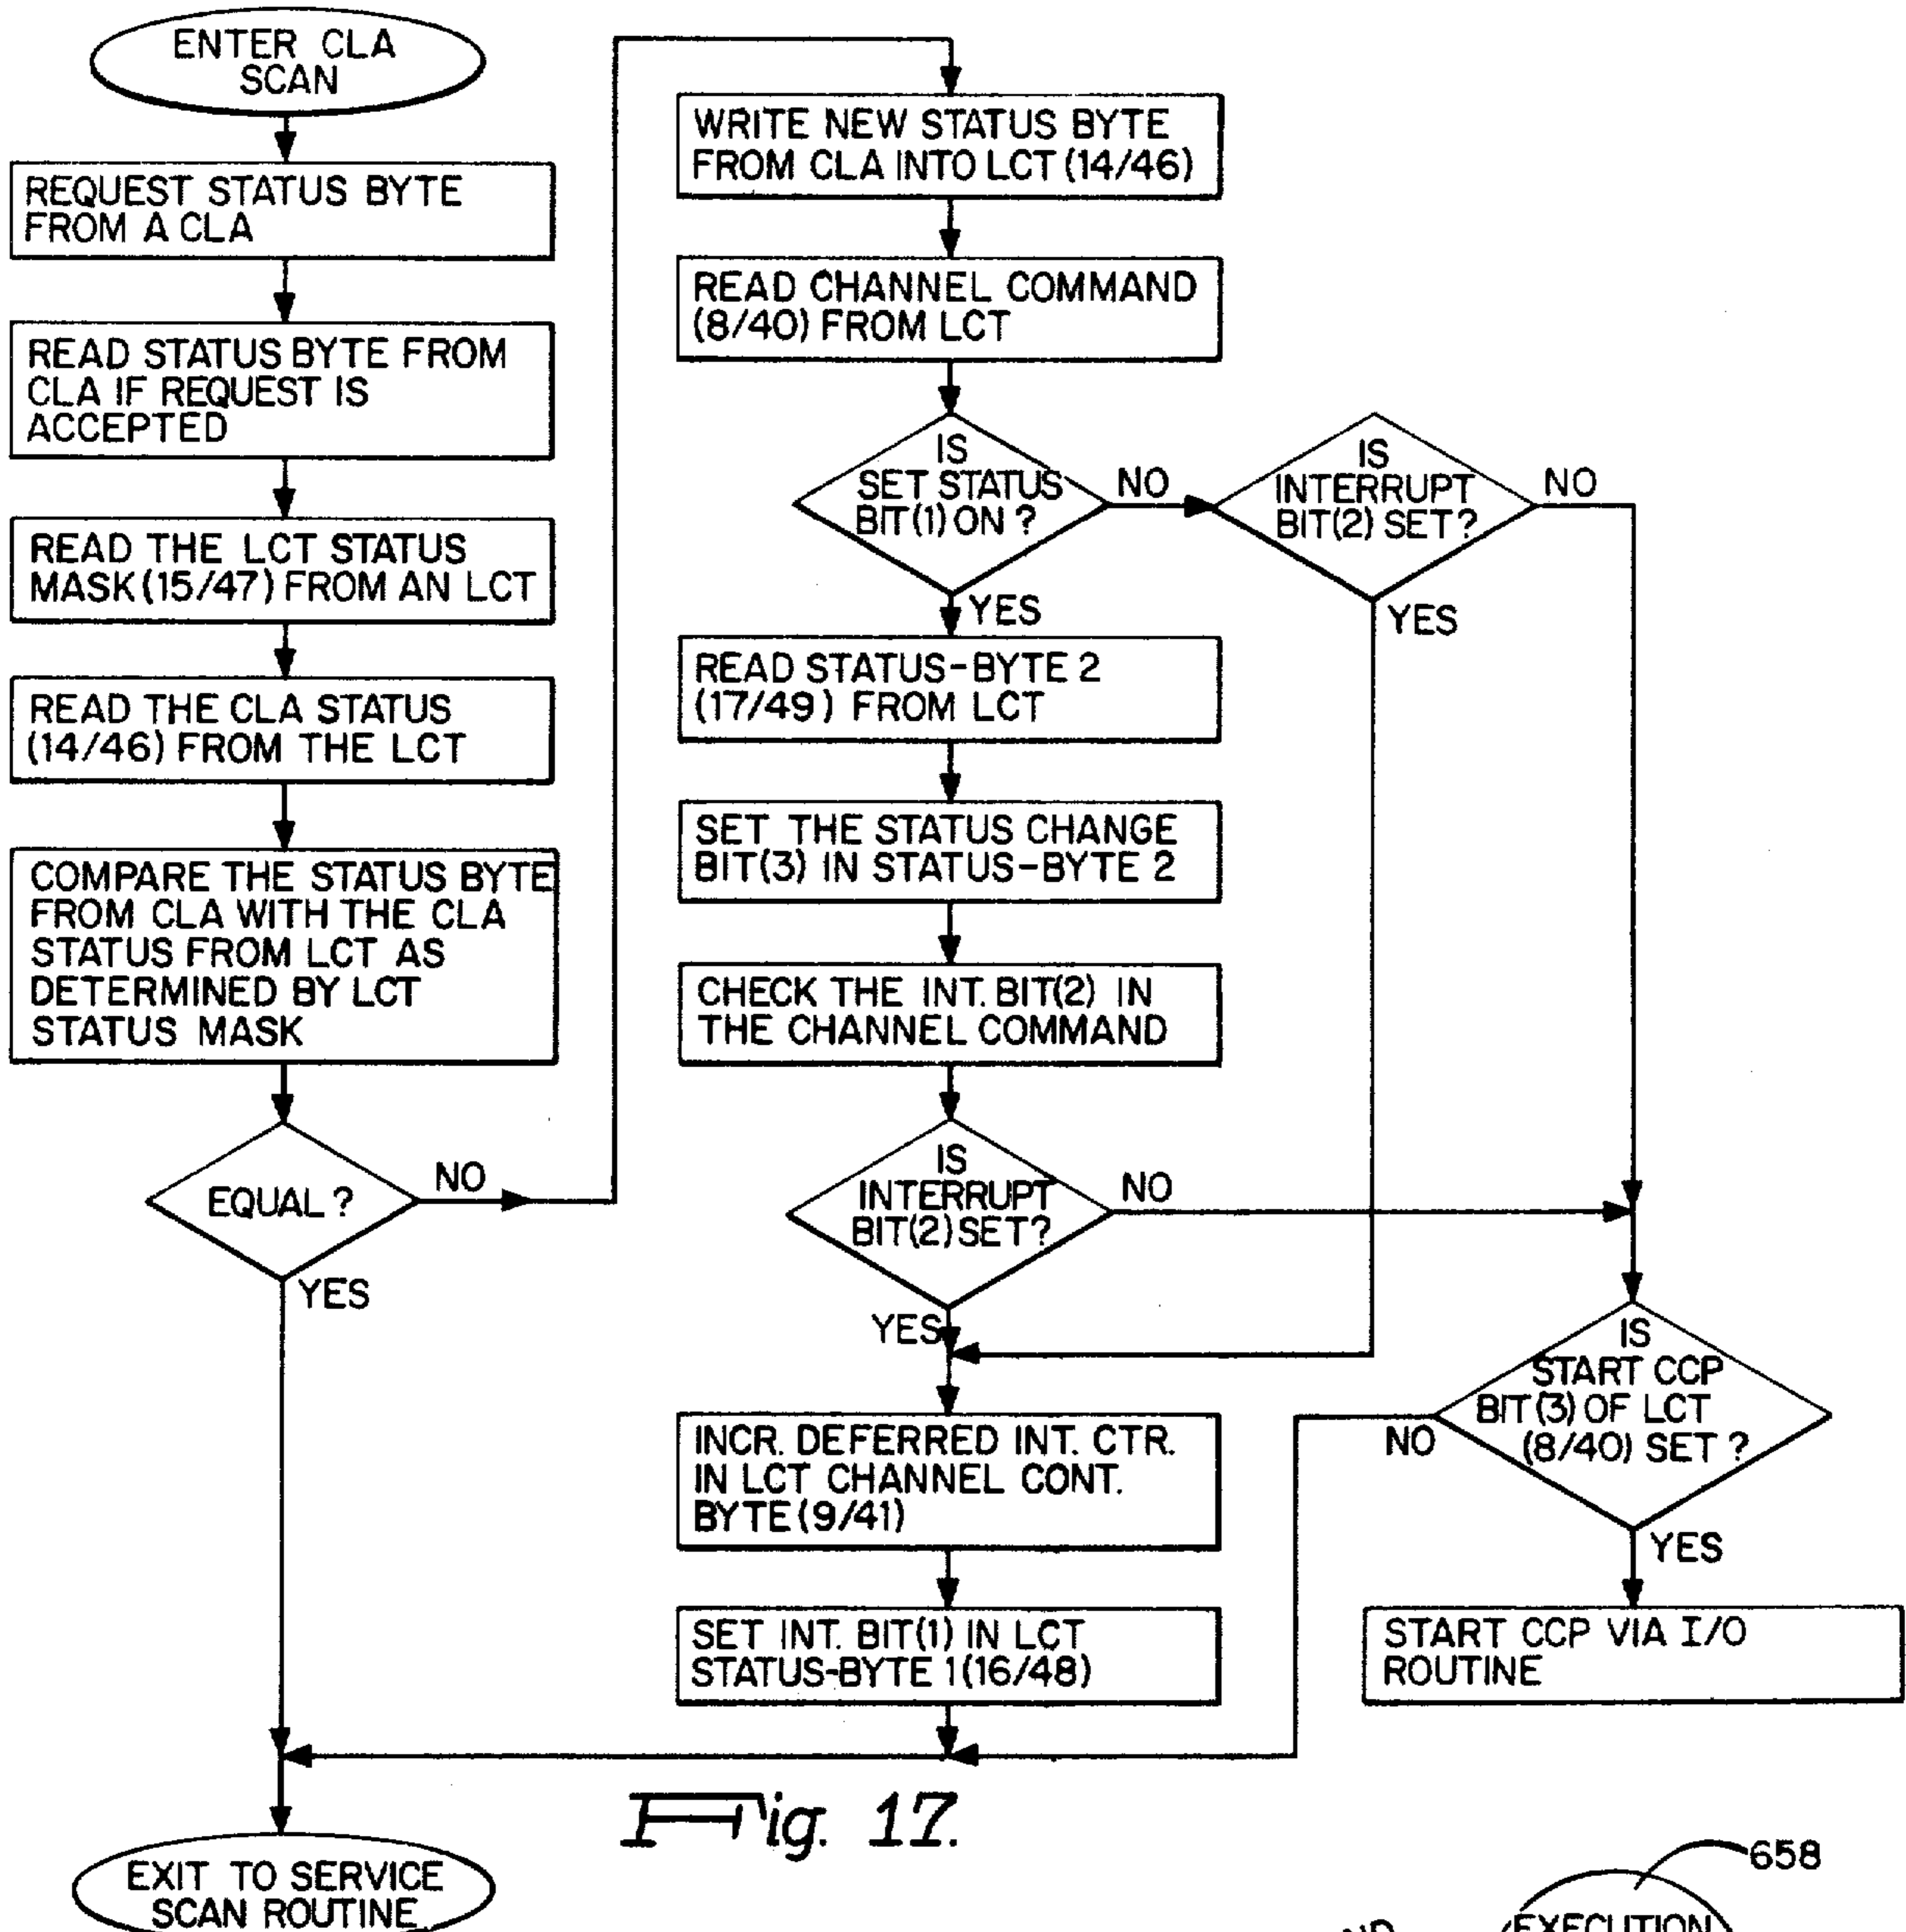 ENTER CLA
SCAN
REQUEST STATUS BYTE
FROM A CLA
READ STATUS BYTE FROM
CLA IF REQUEST IS
ACCEPTED
READ THE LCT STATUS
MASK (15/47) FROM AN LCT
READ THE CLA STATUS
(14/46) FROM THE LCT
COMPARE THE STATUS BYTE
FROM CLA WITH THE CLA
STATUS FROM LCT AS
DETERMINED BY LCT
STATUS MASK
EQUAL ?
NO
YES
WRITE NEW STATUS BYTE
FROM CLA INTO LCT (14/46)
READ CHANNEL COMMAND
(8/40) FROM LCT
IS
SET STATUS
BIT(1) ON ?
NO
YES
IS
INTERRUPT
BIT(2) SET?
NO
YES
READ STATUS-BYTE 2
(17/49) FROM LCT
SET THE STATUS CHANGE
BIT(3) IN STATUS-BYTE 2
CHECK THE INT. BIT(2) IN
THE CHANNEL COMMAND
IS
INTERRUPT
BIT(2) SET?
NO
YES
INCR. DEFERRED INT. CTR.
IN LCT CHANNEL CONT.
BYTE (9/41)
SET INT. BIT(1) IN LCT
STATUS-BYTE 1 (16/48)
IS
START CCP
BIT(3) OF LCT
(8/40) SET ?
NO
YES
START CCP VIA I/O
ROUTINE
EXIT TO SERVICE
SCAN ROUTINE
Fig. 17.
658
EXECUTION